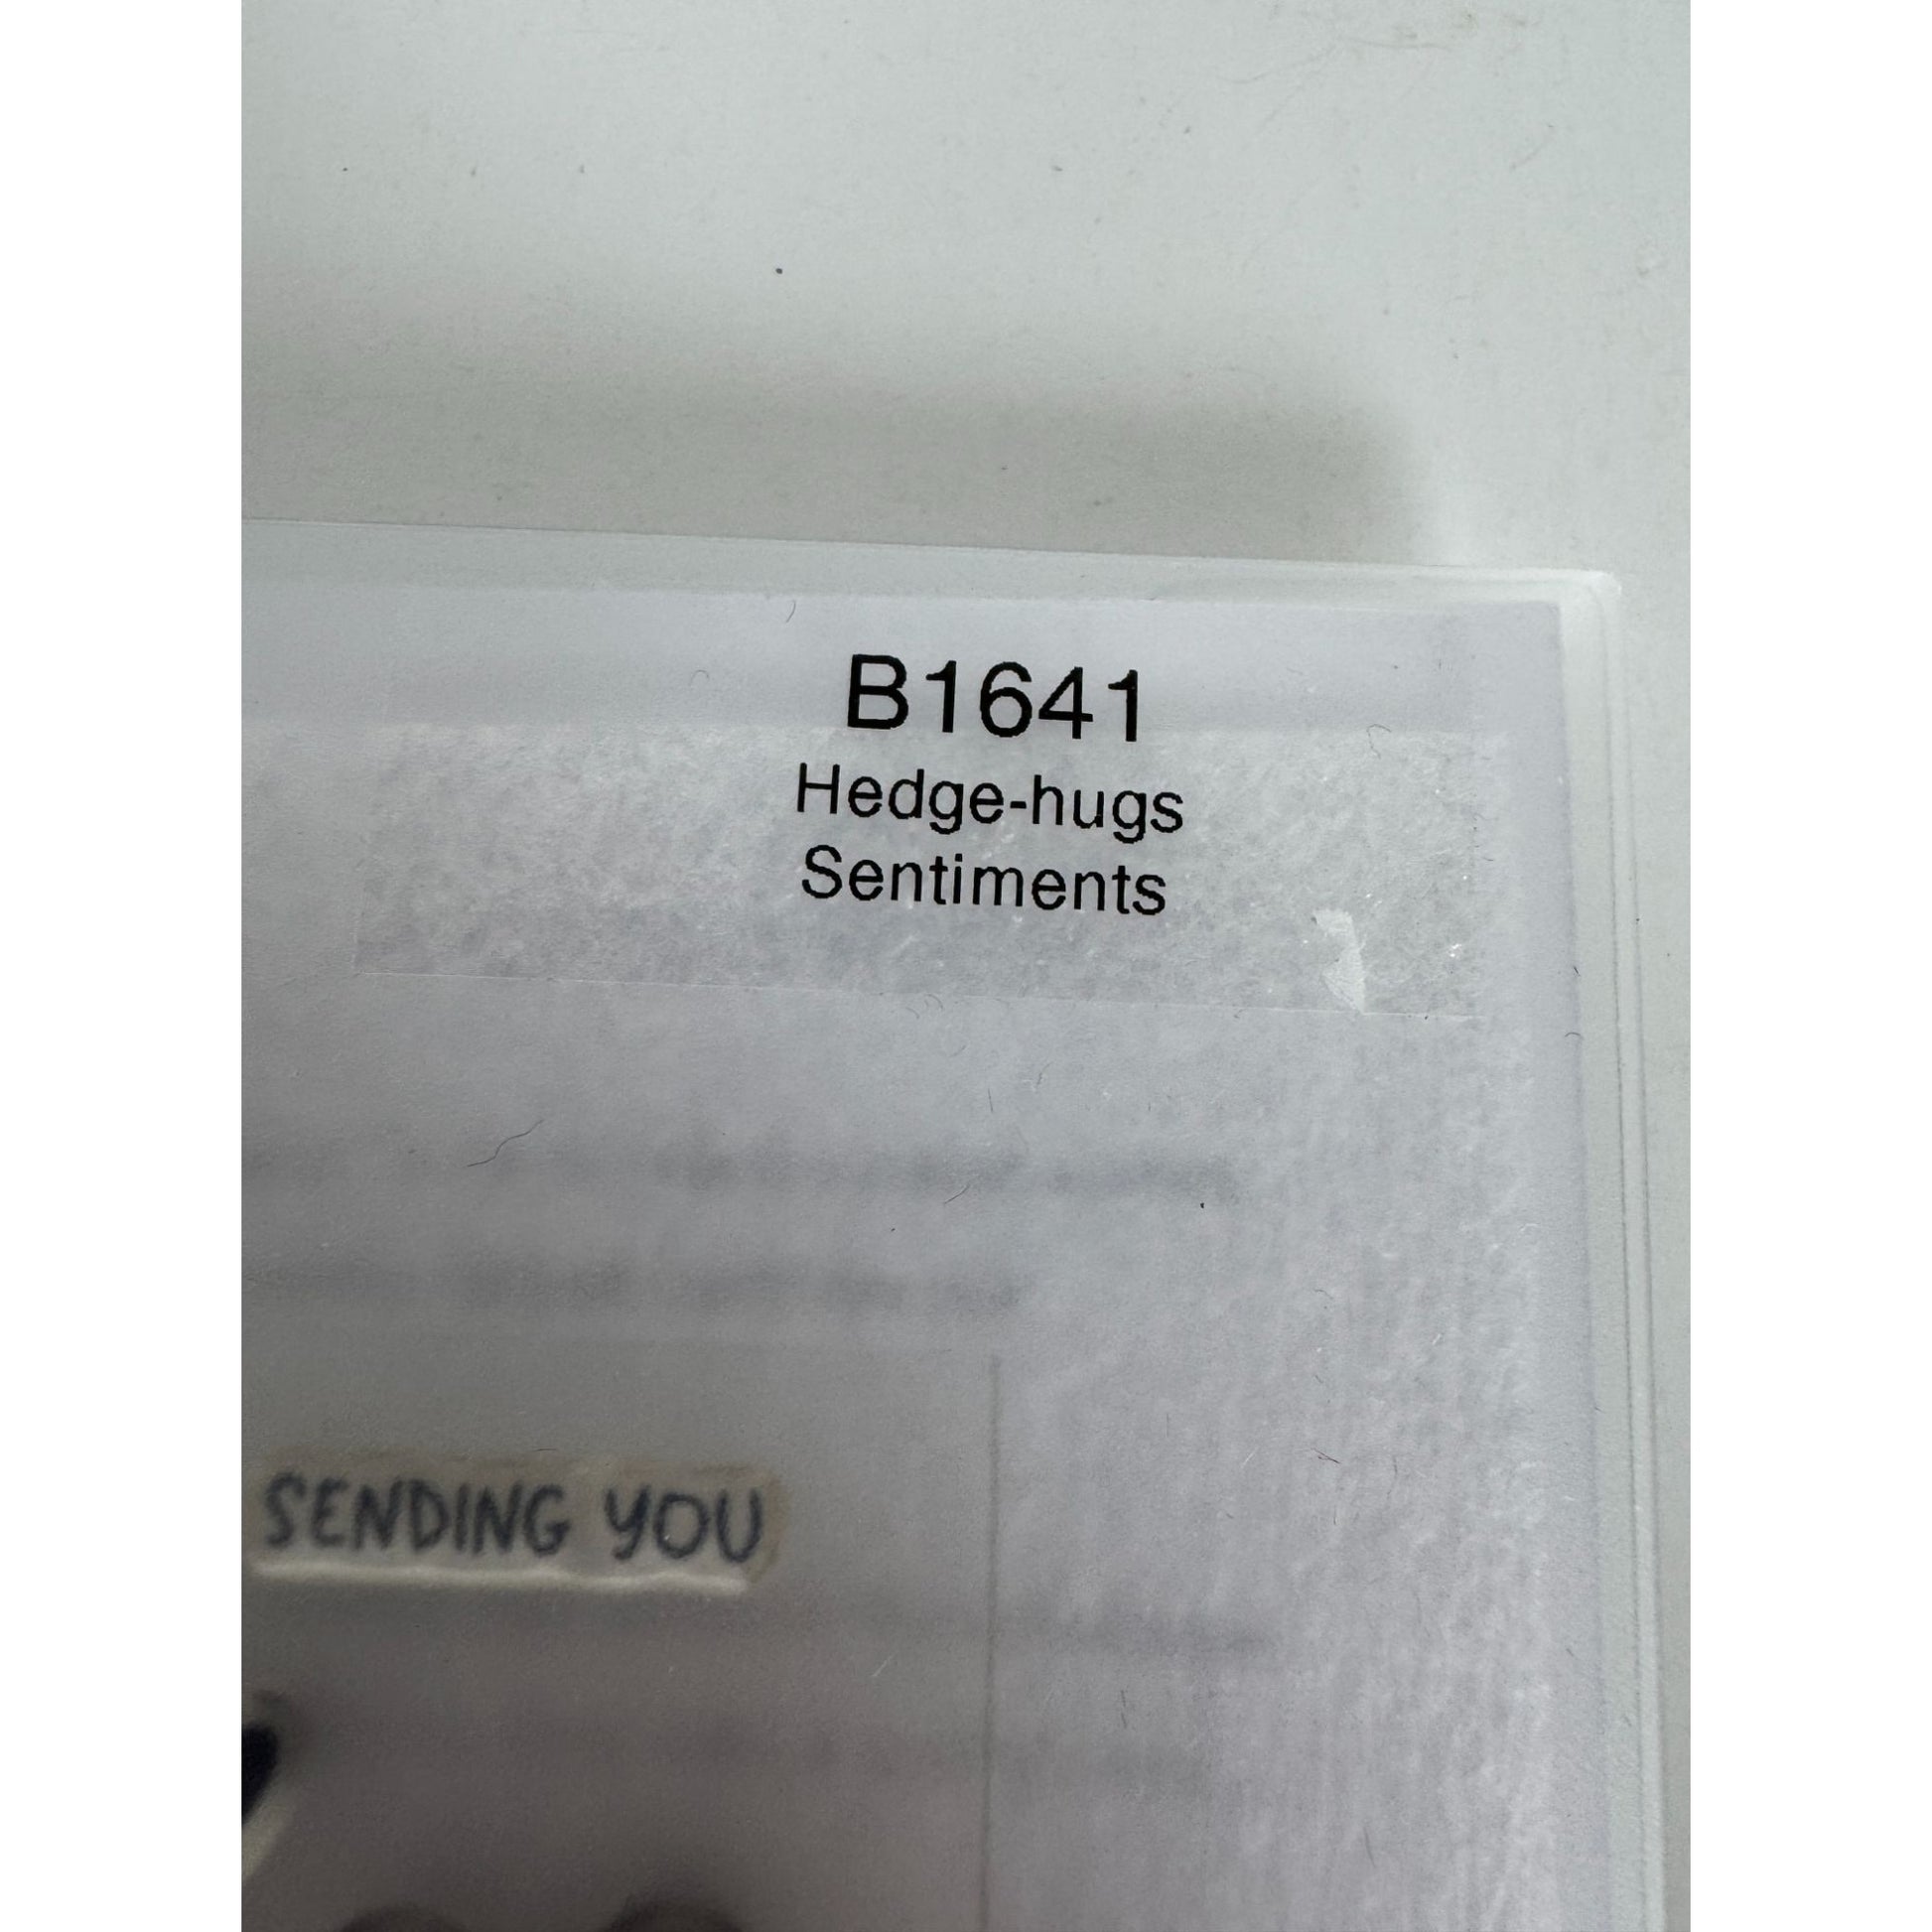 B1641
Hedge-hugs
Sentiments
SENDING YOU